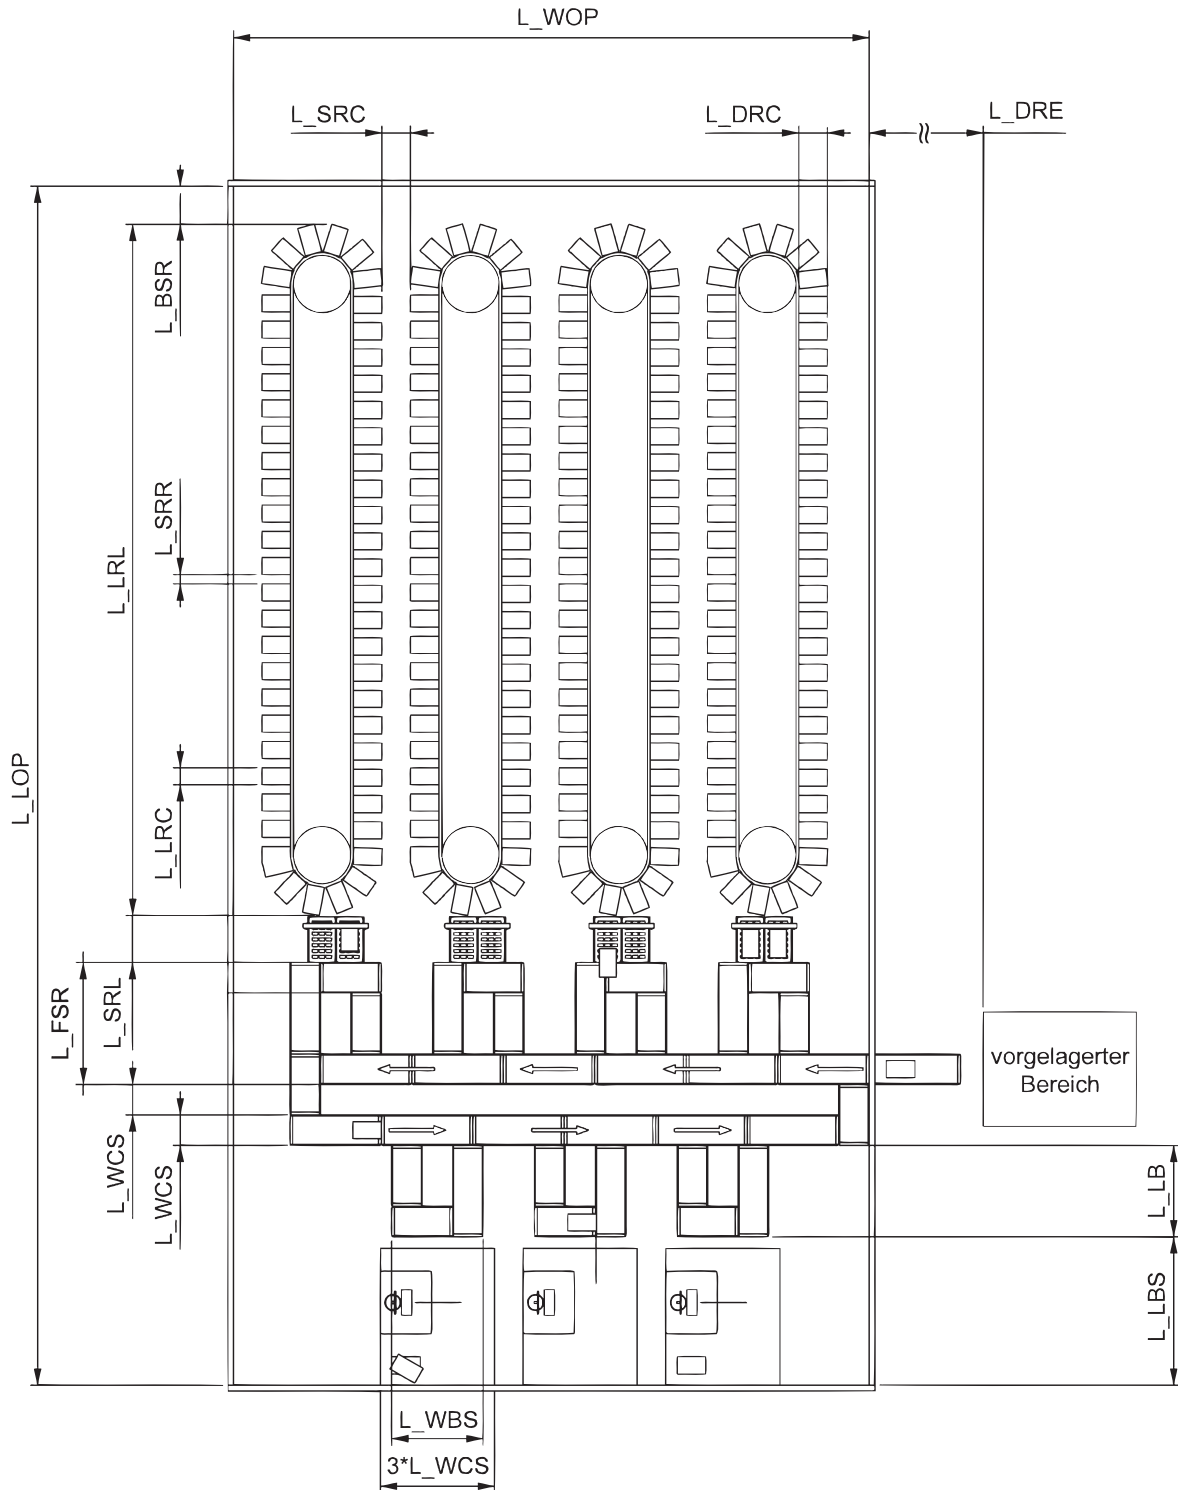 L_WOP
L_SRC
L_DRC
L_DRE
L_BSR
L_SRR
L_LRL
L_LOP
L_LRC
L_FSR
L_SRL
vorgelagerter
Bereich
L_WCS
L_WCS
L_LB
L_LBS
L_WBS
3*L_WCS